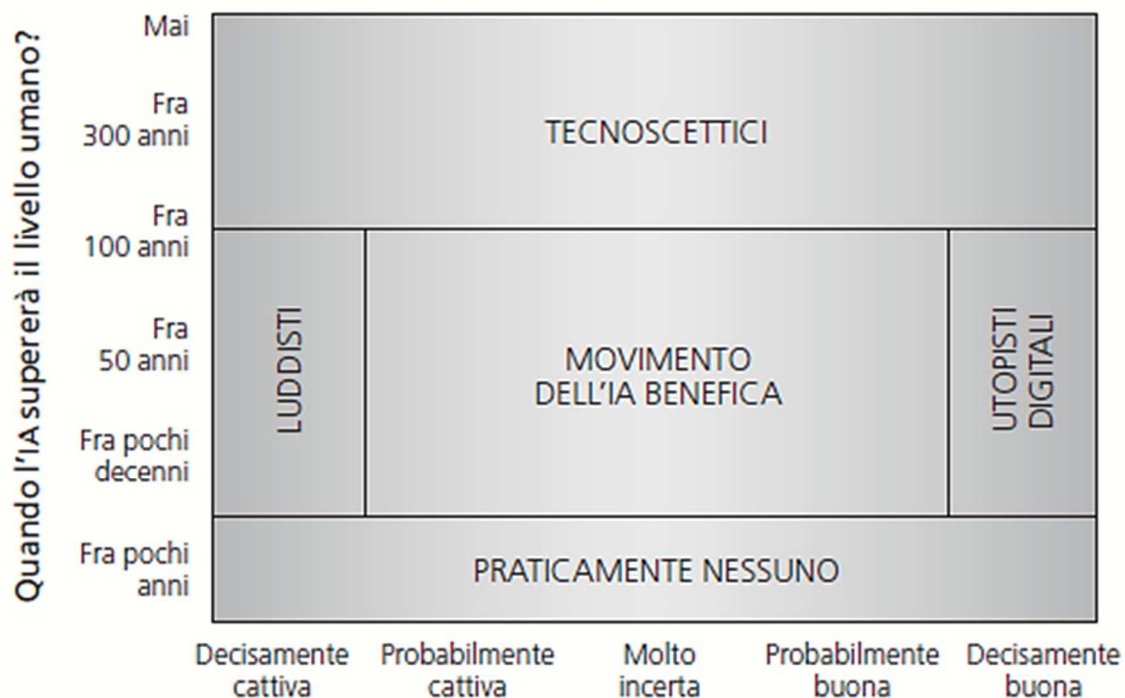 Quando l'IA supererà il livello umano?
Mai
Fra
300 anni
Fra
100 anni
Fra
50 anni
Fra pochi
decenni
Fra pochi
anni
TECNOSCETTICI
LUDDISTI
MOVIMENTO
DELL'IA BENEFICA
UTOPISTI
DIGITALI
PRATICAMENTE NESSUNO
Decisamente
cattiva
Probabilmente
cattiva
Molto
incerta
Probabilmente
buona
Decisamente
buona